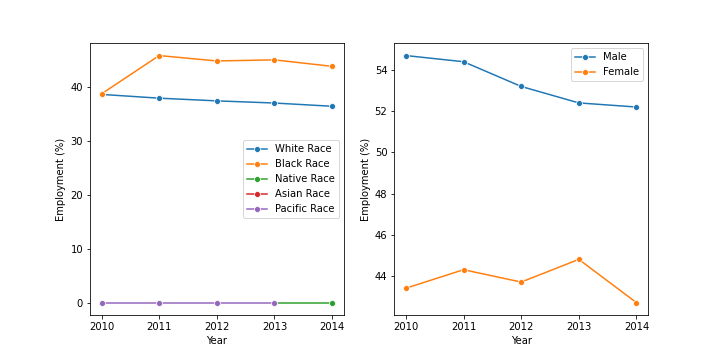 40
30
20
10
0
Employment (%)
2010 2011 2012 2013 2014
Year
White Race
Black Race
Native Race
Asian Race
Pacific Race
54
52
50
48
46
44
Employment (%)
2010 2011 2012 2013 2014
Year
Male
Female